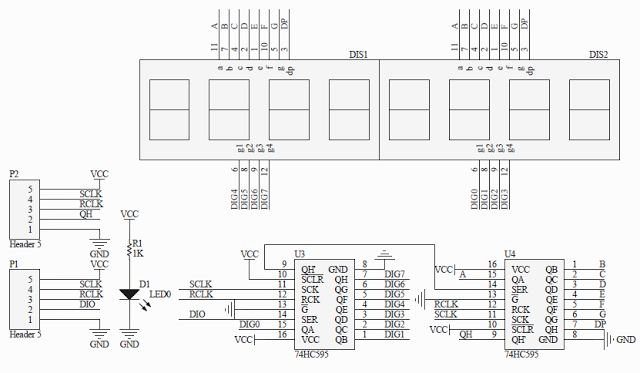 A B C D E F G DP
11 7 4 2 1 10 5 3
a b c d e f g dp
DIS1
g1 g2 g3 g4
6 8 9 12
DIG4 DIG5 DIG6 DIG7
A B C D E F G DP
11 7 4 2 1 10 5 3
a b c d e f g dp
DIS2
g1 g2 g3 g4
6 8 9 12
DIG0 DIG1 DIG2 DIG3
P2
VCC
5
4 SCLK
3 RCLK
2 QH
1
Header 5
GND
P1
VCC
5
4 SCLK
3 RCLK
2 DIO
1
Header 5
GND
VCC
R1
1K
D1
LED0
GND
U3
VCC
9 QH' GND 8
10 SCLR QH 7 DIG7
SCLK 11 SCK QG 6 DIG6
RCLK 12 RCK QF 5 DIG5
13 G QE 4 DIG4
DIO 14 SER QD 3 DIG3
DIG0 15 QA QC 2 DIG2
VCC 16 VCC QB 1 DIG1
74HC595
U4
VCC 16 VCC QB 1 B
A 15 QA QC 2 C
14 SER QD 3 D
13 G QE 4 E
RCLK 12 RCK QF 5 F
SCLK 11 SCK QG 6 G
VCC 10 SCLR QH 7 DP
QH 9 QH' GND 8
74HC595
GND